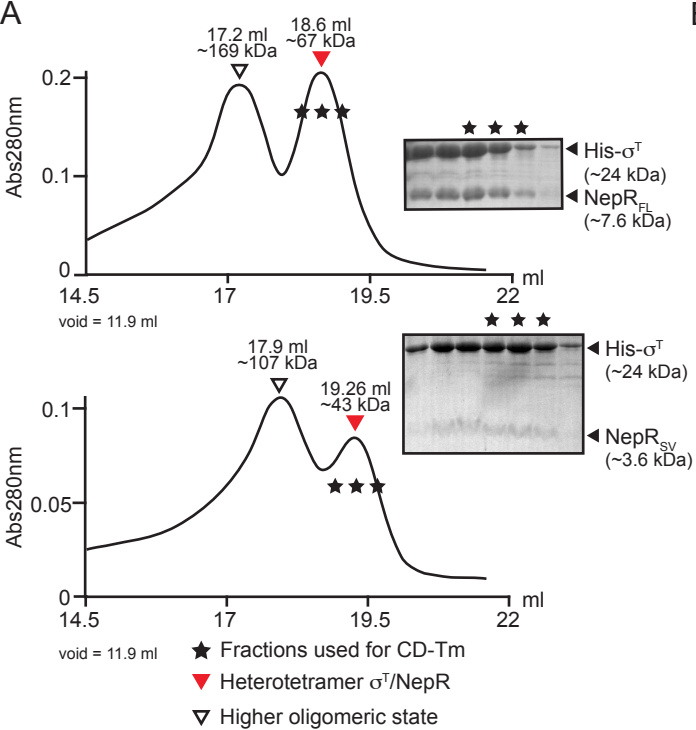 A
17.2 ml
~169 kDa
18.6 ml
~67 kDa
0.2
0.1
0
Abs280nm
14.5
17
19.5
22
ml
void = 11.9 ml
His-σᵀ
(~24 kDa)
NepR_FL
(~7.6 kDa)
17.9 ml
~107 kDa
19.26 ml
~43 kDa
0.1
0.05
0
Abs280nm
14.5
17
19.5
22
ml
void = 11.9 ml
His-σᵀ
(~24 kDa)
NepR_SV
(~3.6 kDa)
★ Fractions used for CD-Tm
▼ Heterotetramer σᵀ/NepR
▽ Higher oligomeric state